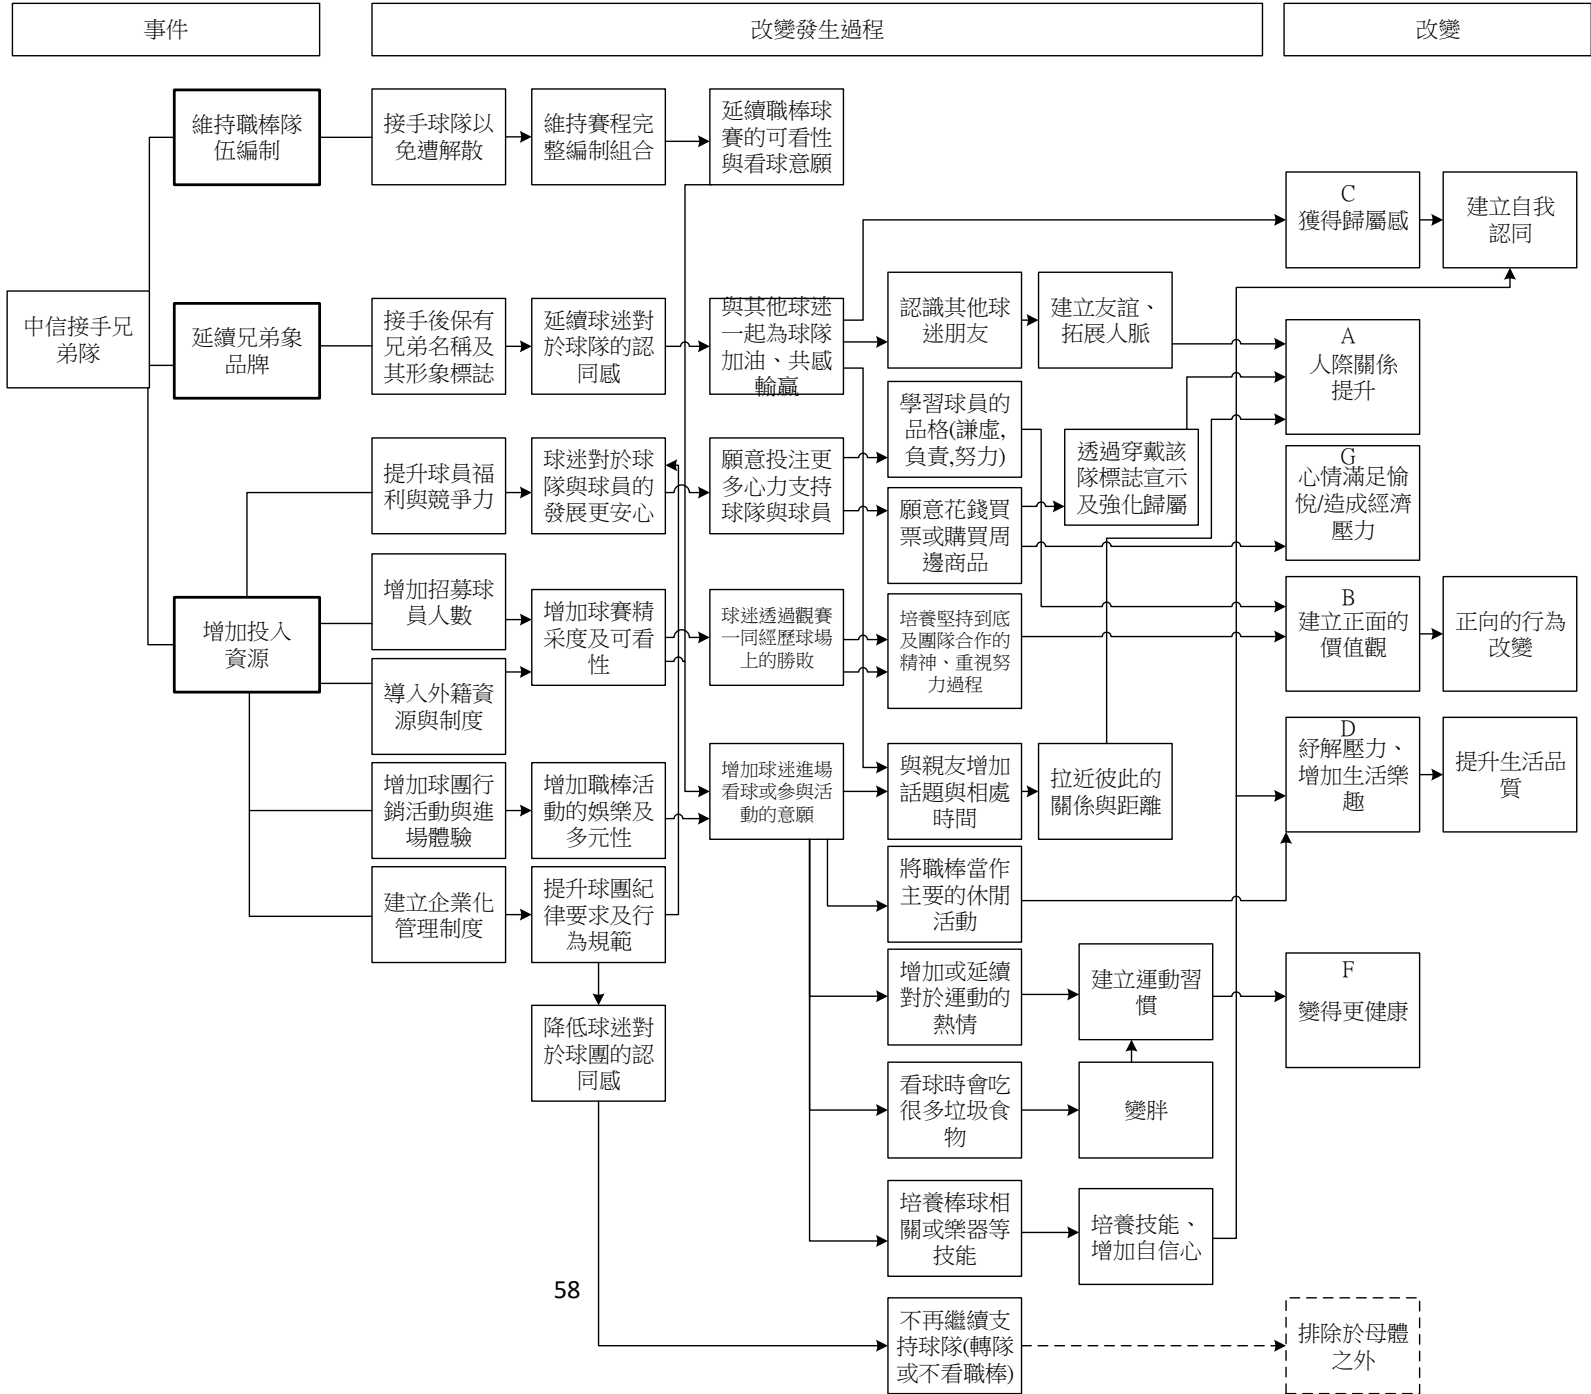 事件
改變發生過程
改變
中信接手兄
弟隊
維持職棒隊
伍編制
接手球隊以
免遭解散
維持賽程完
整編制組合
延續職棒球
賽的可看性
與看球意願
C
獲得歸屬感
建立自我
認同
延續兄弟象
品牌
接手後保有
兄弟名稱及
其形象標誌
延續球迷對
於球隊的認
同感
與其他球迷
一起為球隊
加油、共感
輸贏
認識其他球
迷朋友
建立友誼、
拓展人脈
A
人際關係
提升
學習球員的
品格(謙虛,
負責,努力)
提升球員福
利與競爭力
球迷對於球
隊與球員的
發展更安心
願意投注更
多心力支持
球隊與球員
願意花錢買
票或購買周
邊商品
透過穿戴該
隊標誌宣示
及強化歸屬
G
心情滿足愉
悅/造成經濟
壓力
增加投入
資源
增加招募球
員人數
導入外籍資
源與制度
增加球賽精
采度及可看
性
球迷透過觀賽
一同經歷球場
上的勝敗
培養堅持到底
及團隊合作的
精神、重視努
力過程
B
建立正面的
價值觀
正向的行為
改變
增加球團行
銷活動與進
場體驗
增加職棒活
動的娛樂及
多元性
增加球迷進場
看球或參與活
動的意願
與親友增加
話題與相處
時間
拉近彼此的
關係與距離
D
紓解壓力、
增加生活樂
趣
提升生活品
質
建立企業化
管理制度
提升球團紀
律要求及行
為規範
將職棒當作
主要的休閒
活動
降低球迷對
於球團的認
同感
增加或延續
對於運動的
熱情
建立運動習
慣
F
變得更健康
看球時會吃
很多垃圾食
物
變胖
培養棒球相
關或樂器等
技能
培養技能、
增加自信心
58
不再繼續支
持球隊(轉隊
或不看職棒)
排除於母體
之外